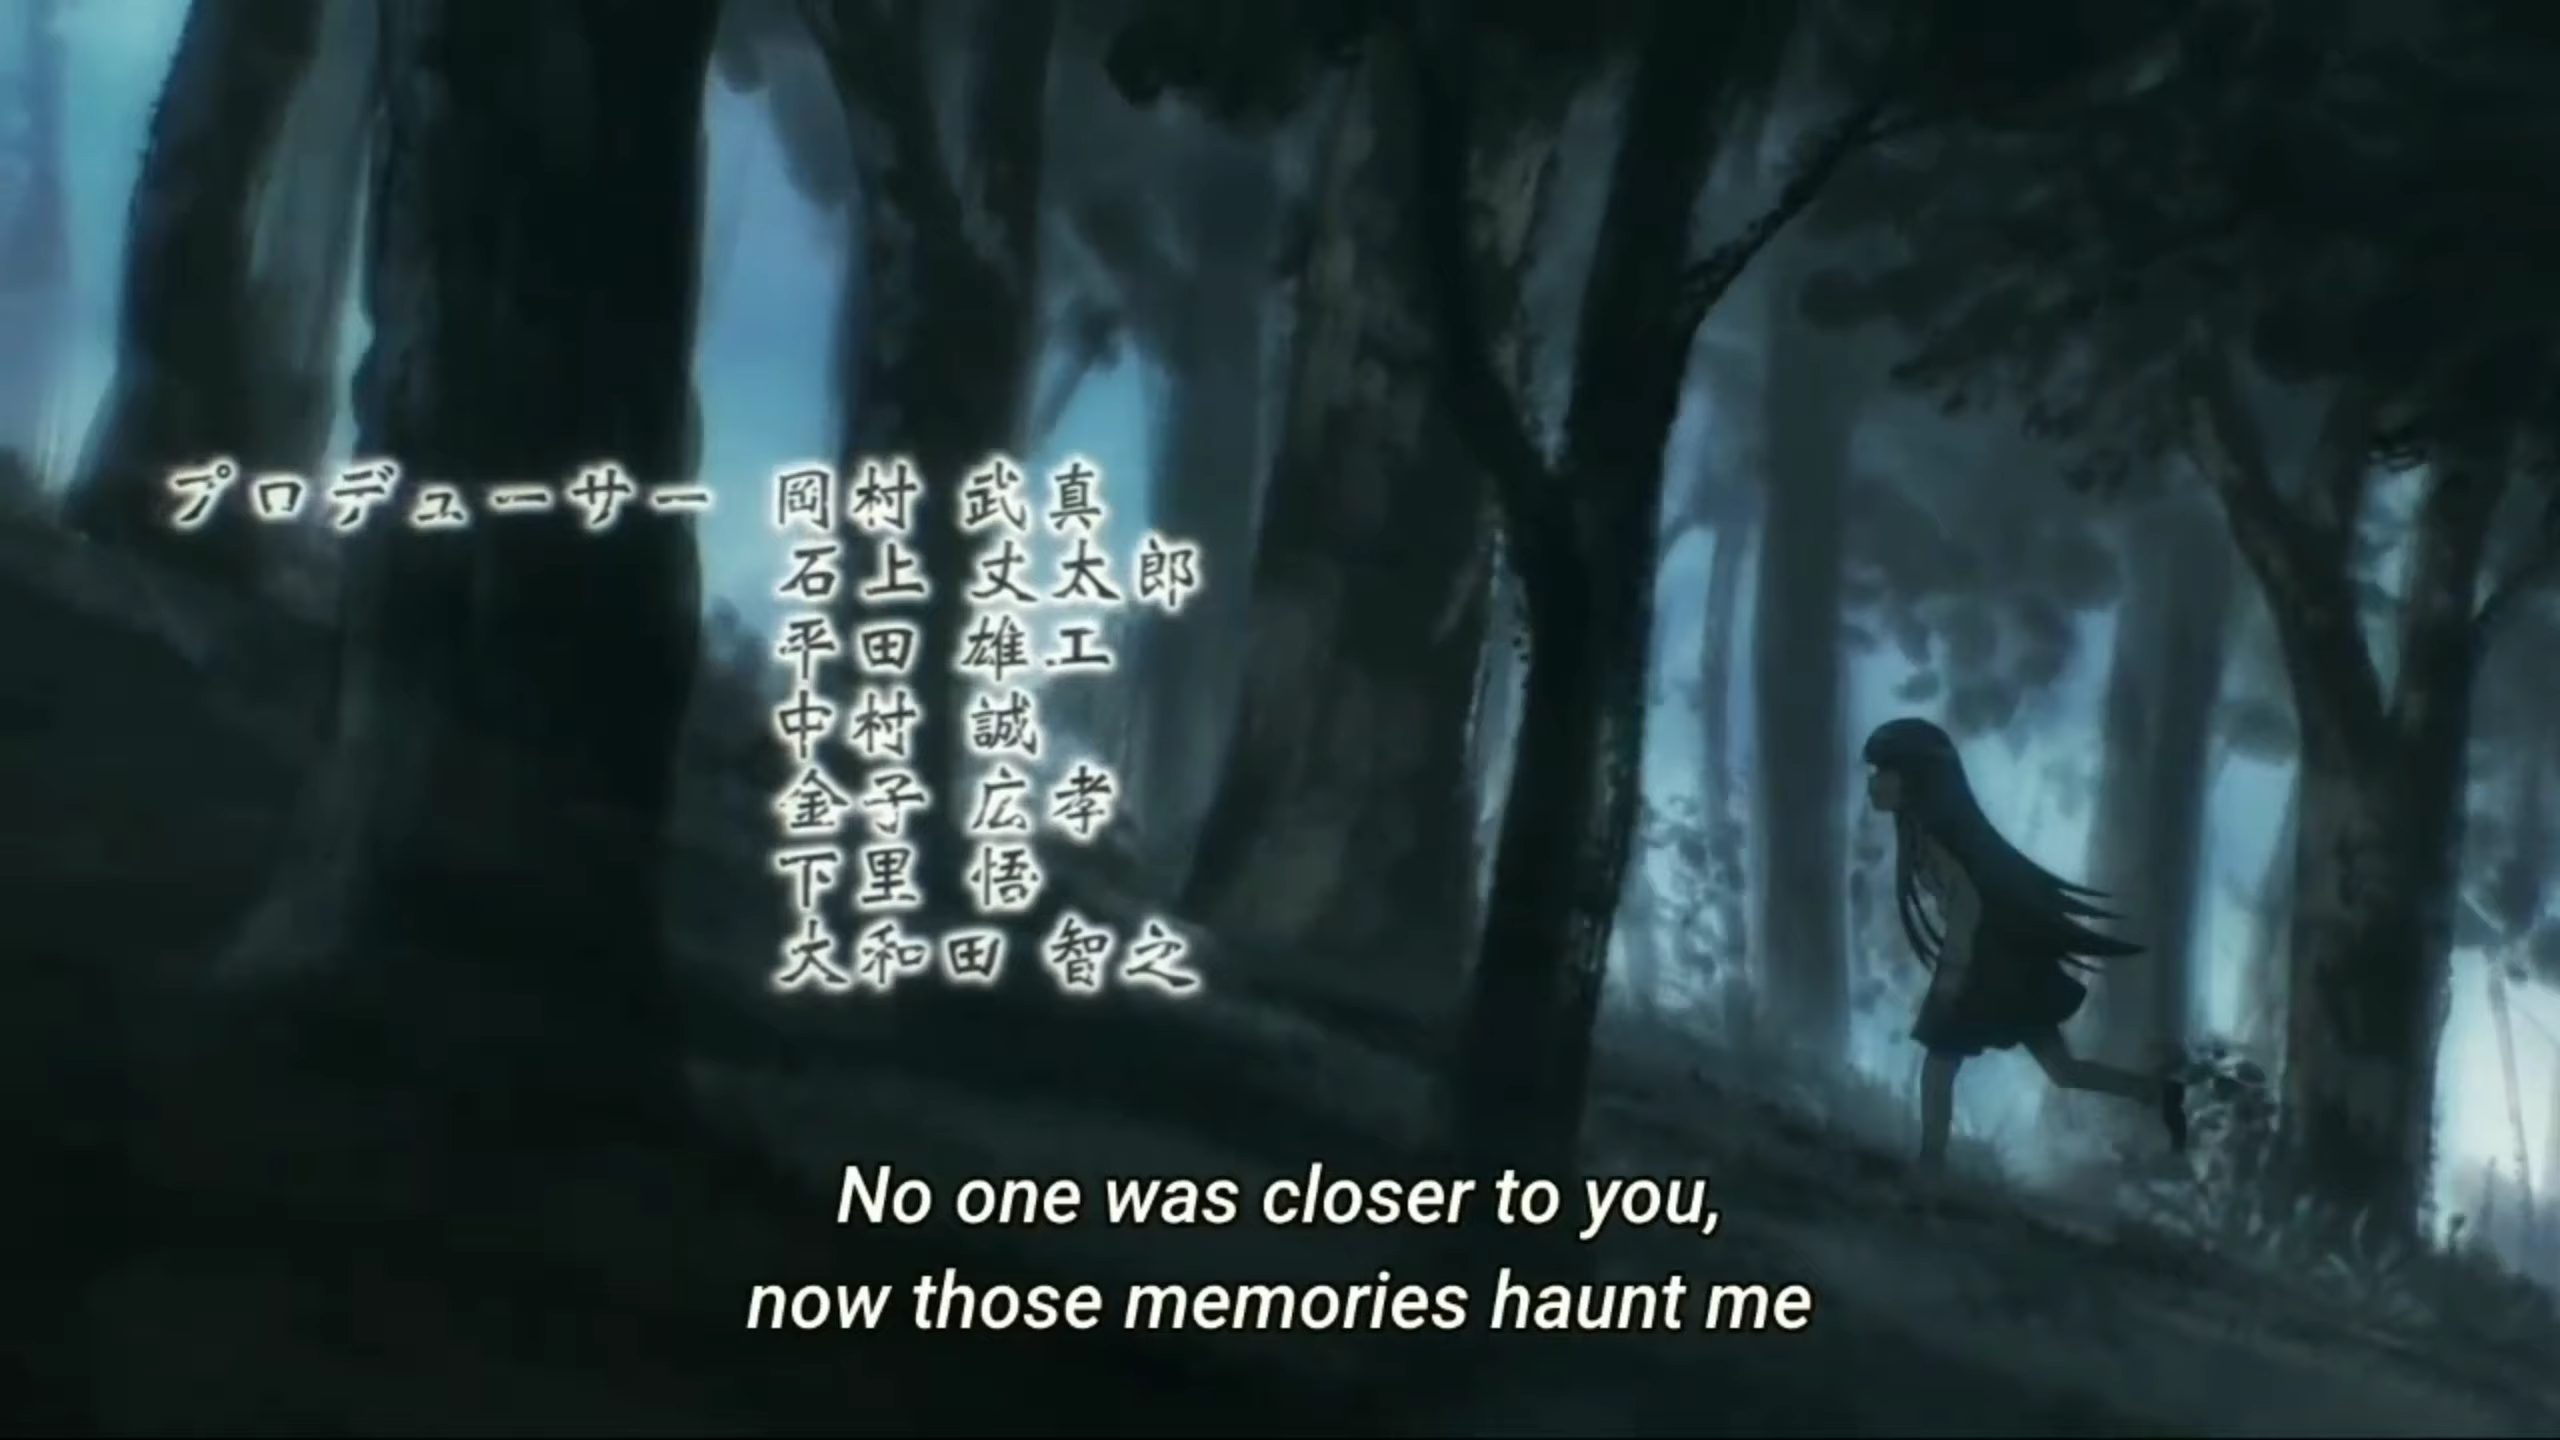 プロデューサー 岡村 武真
石上 丈太郎
平田 雄工
中村 誠
金子 広孝
下里 悟
大和田 智之
No one was closer to you,
now those memories haunt me